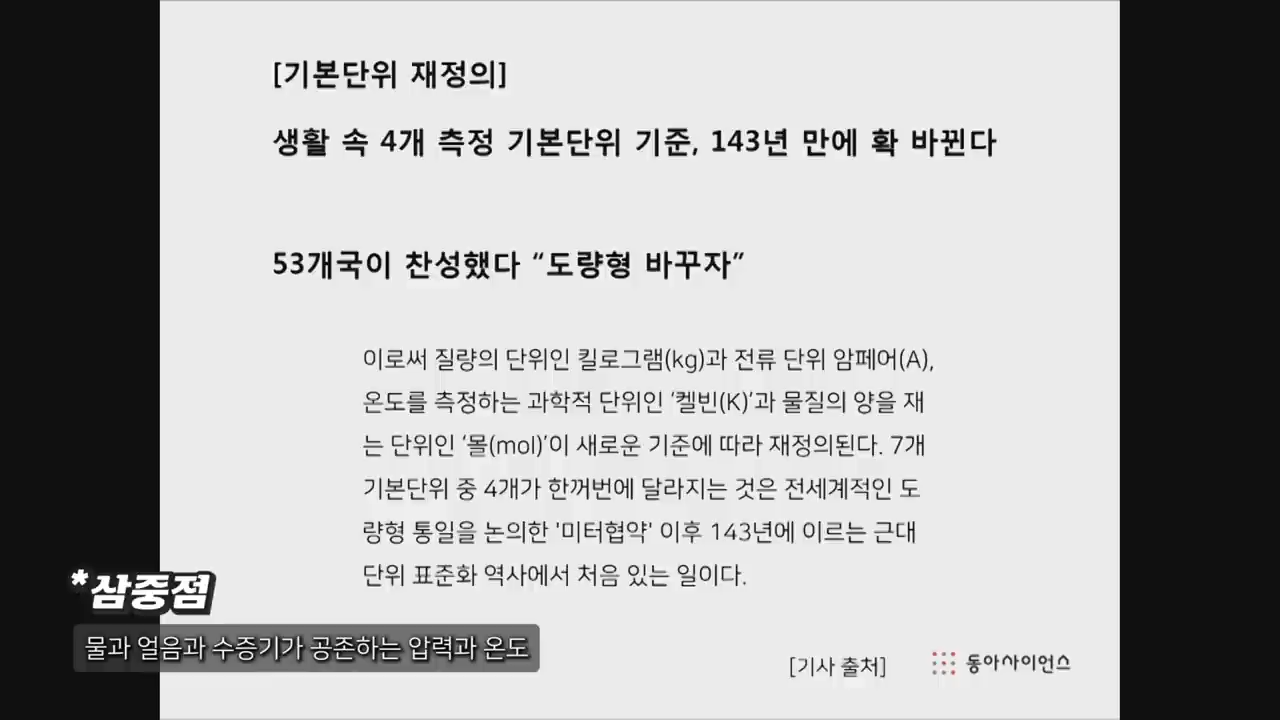 [기본단위 재정의]
생활 속 4개 측정 기본단위 기준, 143년 만에 확 바뀐다
53개국이 찬성했다 “도량형 바꾸자”
이로써 질량의 단위인 킬로그램(kg)과 전류 단위 암페어(A),
온도를 측정하는 과학적 단위인 ‘켈빈(K)’과 물질의 양을 재
는 단위인 ‘몰(mol)’이 새로운 기준에 따라 재정의된다. 7개
기본단위 중 4개가 한꺼번에 달라지는 것은 전세계적인 도
량형 통일을 논의한 '미터협약' 이후 143년에 이르는 근대
단위 표준화 역사에서 처음 있는 일이다.
*삼중점
물과 얼음과 수증기가 공존하는 압력과 온도
[기사 출처] 동아사이언스